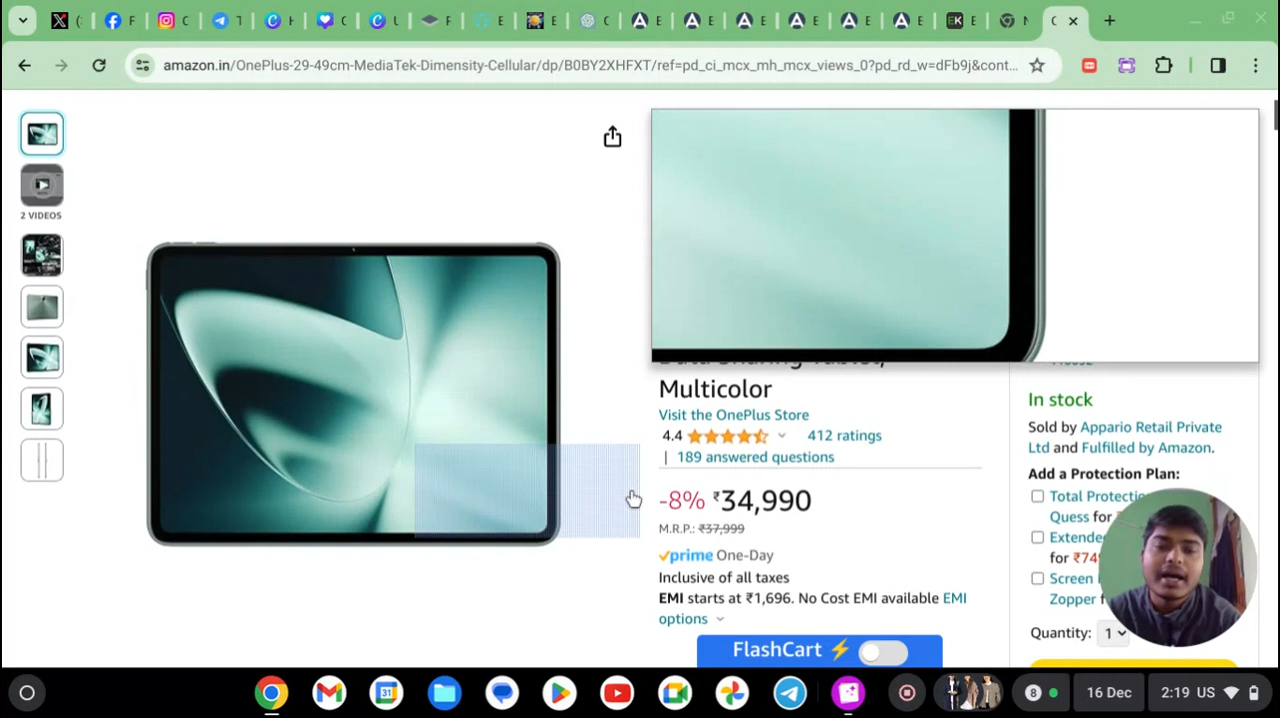 amazon.in/OnePlus-29-49cm-MediaTek-Dimensity-Cellular/dp/B0BY2XHFXT/ref=pd_ci_mcx_mh_mcx_views_0?pd_rd_w=dFb9j&cont...
2 VIDEOS
Data Sharing Tablet,
Multicolor
Visit the OnePlus Store
4.4 412 ratings
| 189 answered questions
-8% ₹34,990
M.R.P.: ₹37,999
prime One-Day
Inclusive of all taxes
EMI starts at ₹1,696. No Cost EMI available EMI
options
FlashCart
In stock
Sold by Appario Retail Private
Ltd and Fulfilled by Amazon.
Add a Protection Plan:
Total
Quess for
for
Screen
Zopper
Quantity: 1
31
8
16 Dec
2:19 US